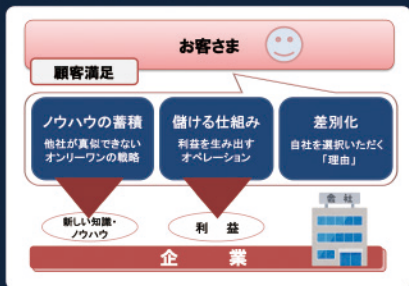 お客さま
顧客満足
ノウハウの蓄積
他社が真似できない
オンリーワンの戦略
儲ける仕組み
利益を生み出す
オペレーション
差別化
自社を選択いただく
「理由」
新しい知識・
ノウハウ
利　益
会社
企　業